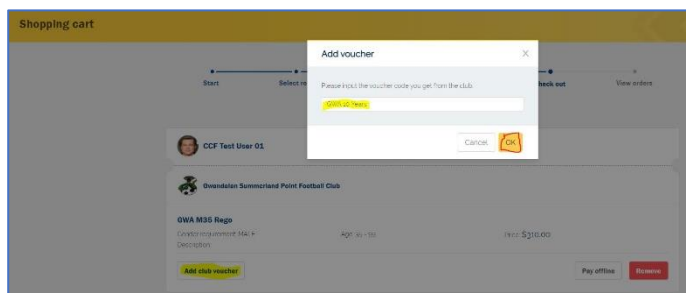 Shopping cart
Add voucher
X
Please input the voucher code you get from the club.
GWA 10 Years
Cancel
OK
Start
Select re
heck out
View orders
CCF Test User 01
Gwandalan Summerland Point Football Club
GWA M35 Rego
Gender requirement: MALE
Age:
Price: $310.00
Description:
Add club voucher
Pay offline
Remove